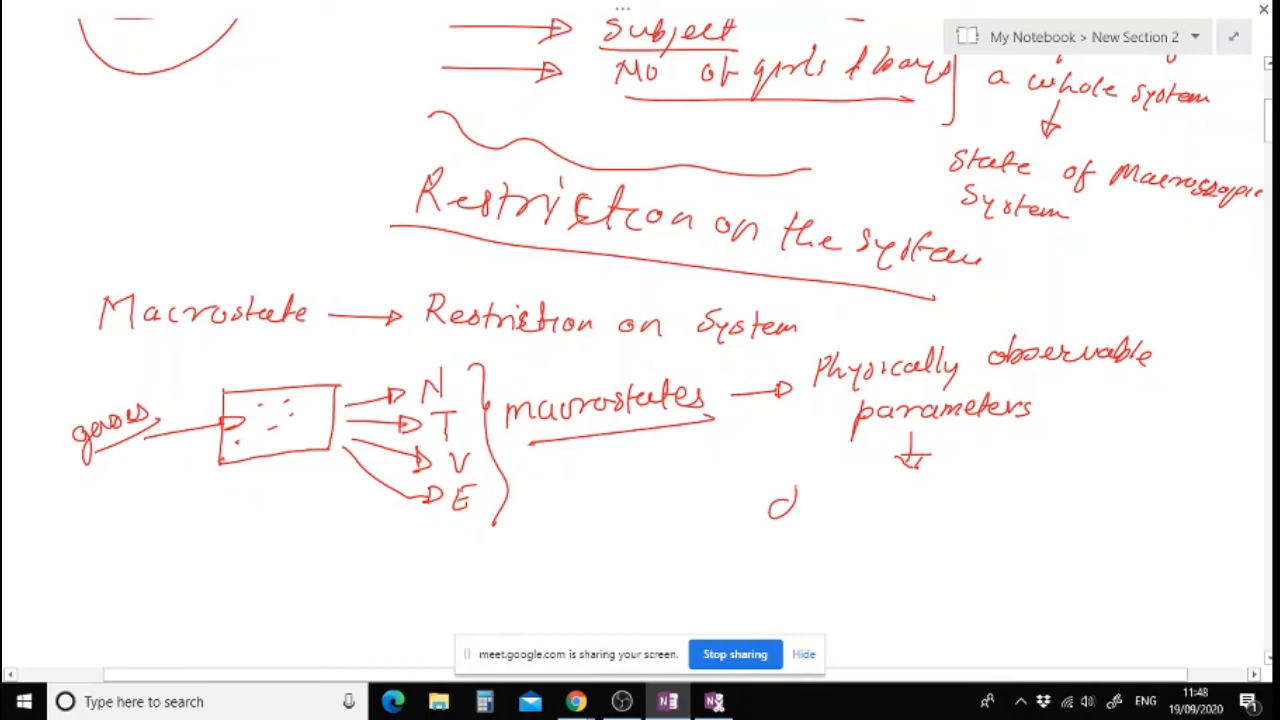 Subject
No of girls & boys
My Notebook > New Section 2
a whole system
State of Macroscopic
System
Restriction on the system
Macrostate → Restriction on System
gases
N
T
V
E
macrostates → Physically observable
parameters
d
meet.google.com is sharing your screen.
Stop sharing
Hide
Type here to search
ENG
11:48
19/09/2020
1